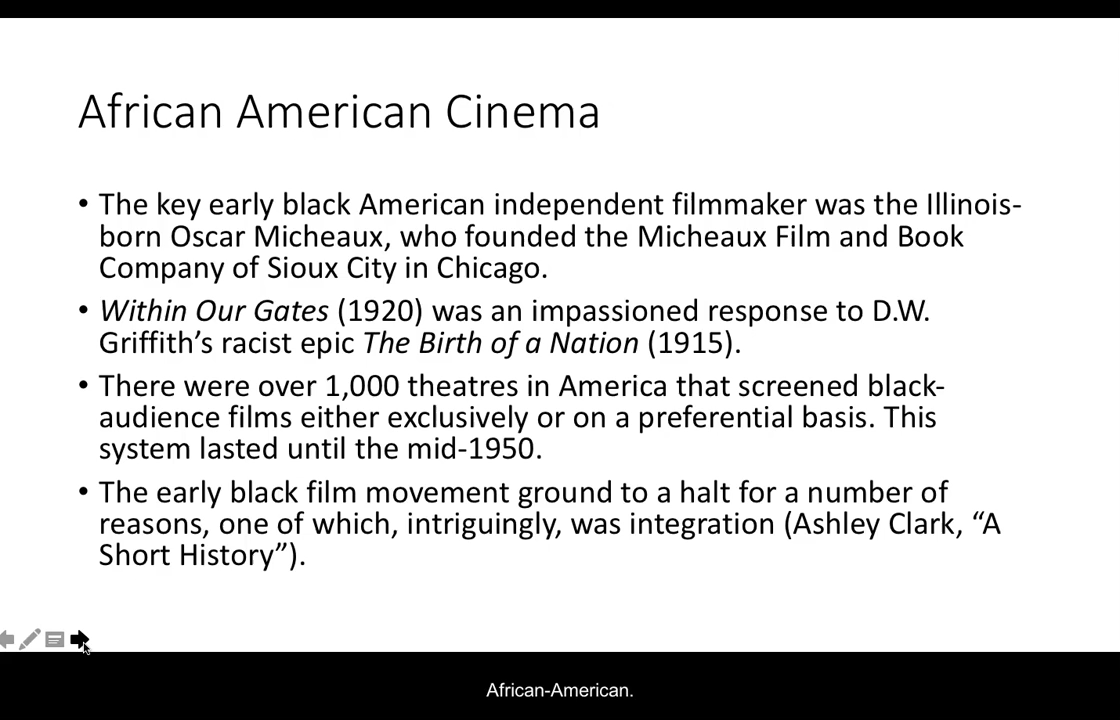 African American Cinema
• The key early black American independent filmmaker was the Illinois-
born Oscar Micheaux, who founded the Micheaux Film and Book
Company of Sioux City in Chicago.
• Within Our Gates (1920) was an impassioned response to D.W.
Griffith’s racist epic The Birth of a Nation (1915).
• There were over 1,000 theatres in America that screened black-
audience films either exclusively or on a preferential basis. This
system lasted until the mid-1950.
• The early black film movement ground to a halt for a number of
reasons, one of which, intriguingly, was integration (Ashley Clark, “A
Short History”).
African-American.